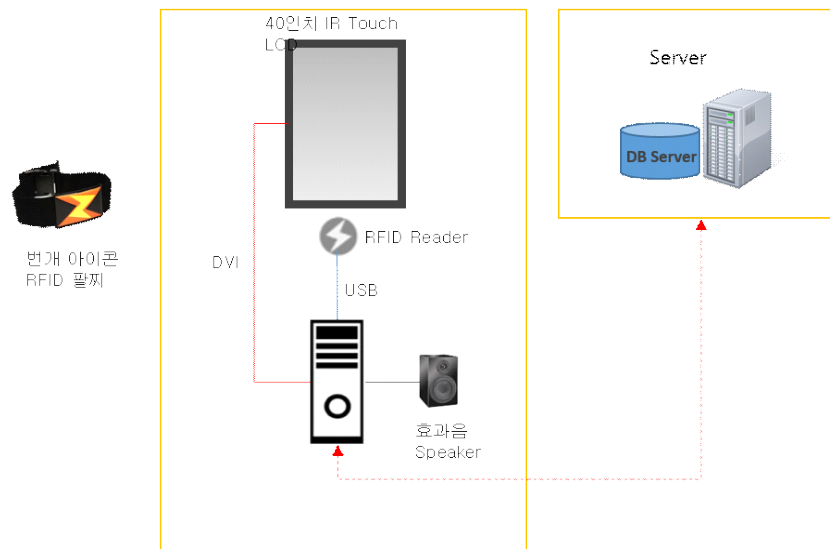 40인치 IR Touch
LCD
Server
DB Server
RFID Reader
번개 아이콘
RFID 팔찌
DVI
USB
효과음
Speaker